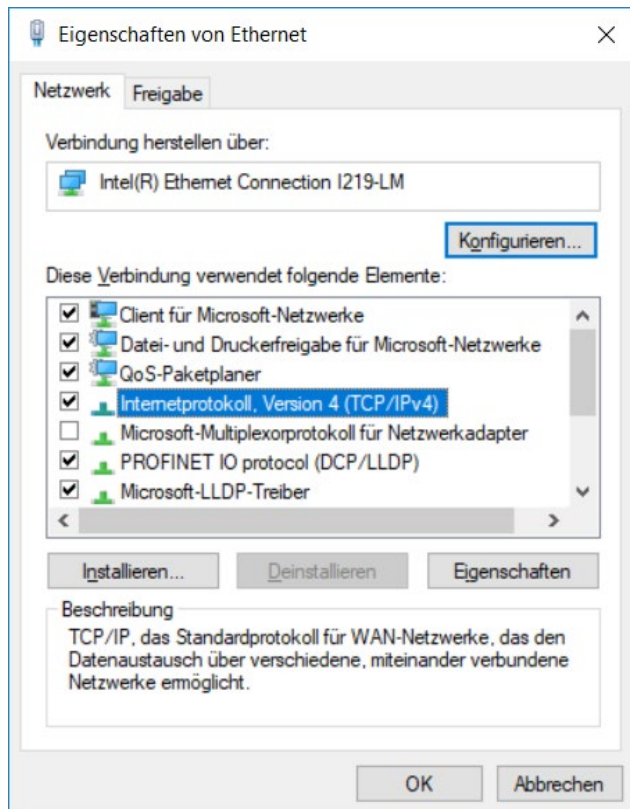 Eigenschaften von Ethernet
Netzwerk
Freigabe
Verbindung herstellen über:
Intel(R) Ethernet Connection I219-LM
Konfigurieren...
Diese Verbindung verwendet folgende Elemente:
Client für Microsoft-Netzwerke
Datei- und Druckerfreigabe für Microsoft-Netzwerke
QoS-Paketplaner
Internetprotokoll, Version 4 (TCP/IPv4)
Microsoft-Multiplexorprotokoll für Netzwerkadapter
PROFINET IO protocol (DCP/LLDP)
Microsoft-LLDP-Treiber
Installieren...
Deinstallieren
Eigenschaften
Beschreibung
TCP/IP, das Standardprotokoll für WAN-Netzwerke, das den
Datenaustausch über verschiedene, miteinander verbundene
Netzwerke ermöglicht.
OK
Abbrechen